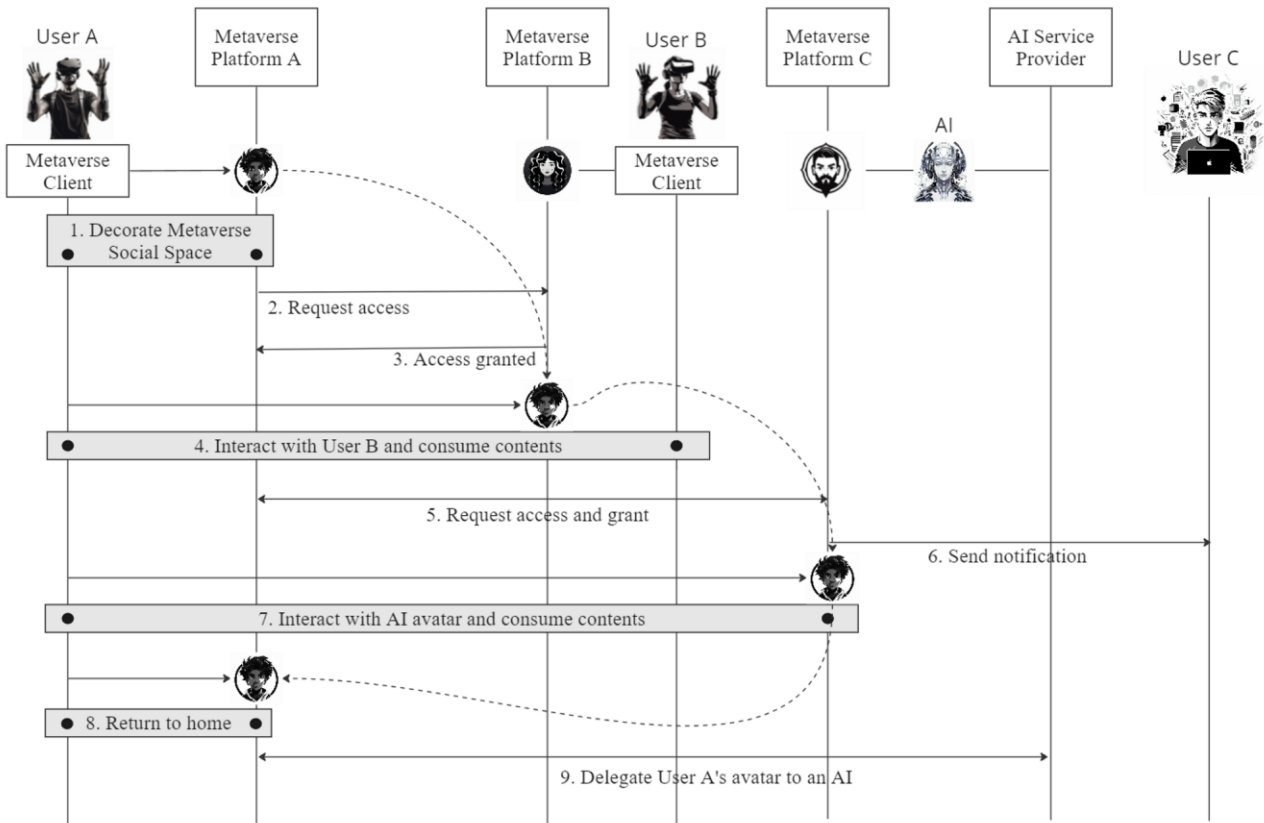 User A
Metaverse
Platform A
Metaverse
Platform B
User B
Metaverse
Platform C
AI Service
Provider
User C
AI
Metaverse
Client
Metaverse
Client
1. Decorate Metaverse
Social Space
2. Request access
3. Access granted
4. Interact with User B and consume contents
5. Request access and grant
6. Send notification
7. Interact with AI avatar and consume contents
8. Return to home
9. Delegate User A's avatar to an AI